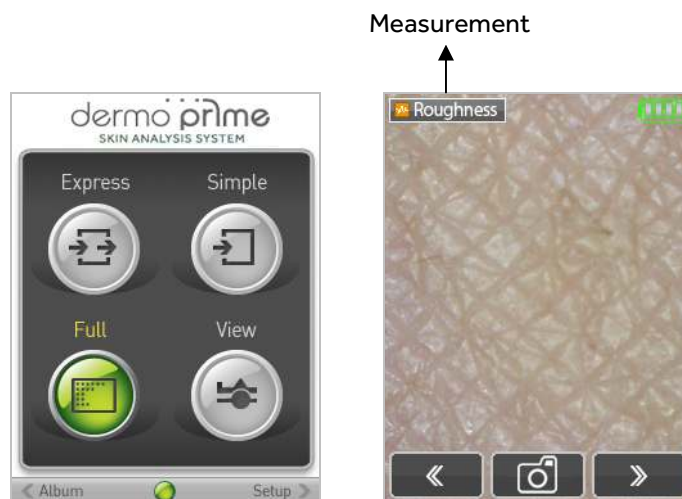 Measurement
dermo prime
SKIN ANALYSIS SYSTEM
Express
Simple
Full
View
Album
Setup
Roughness